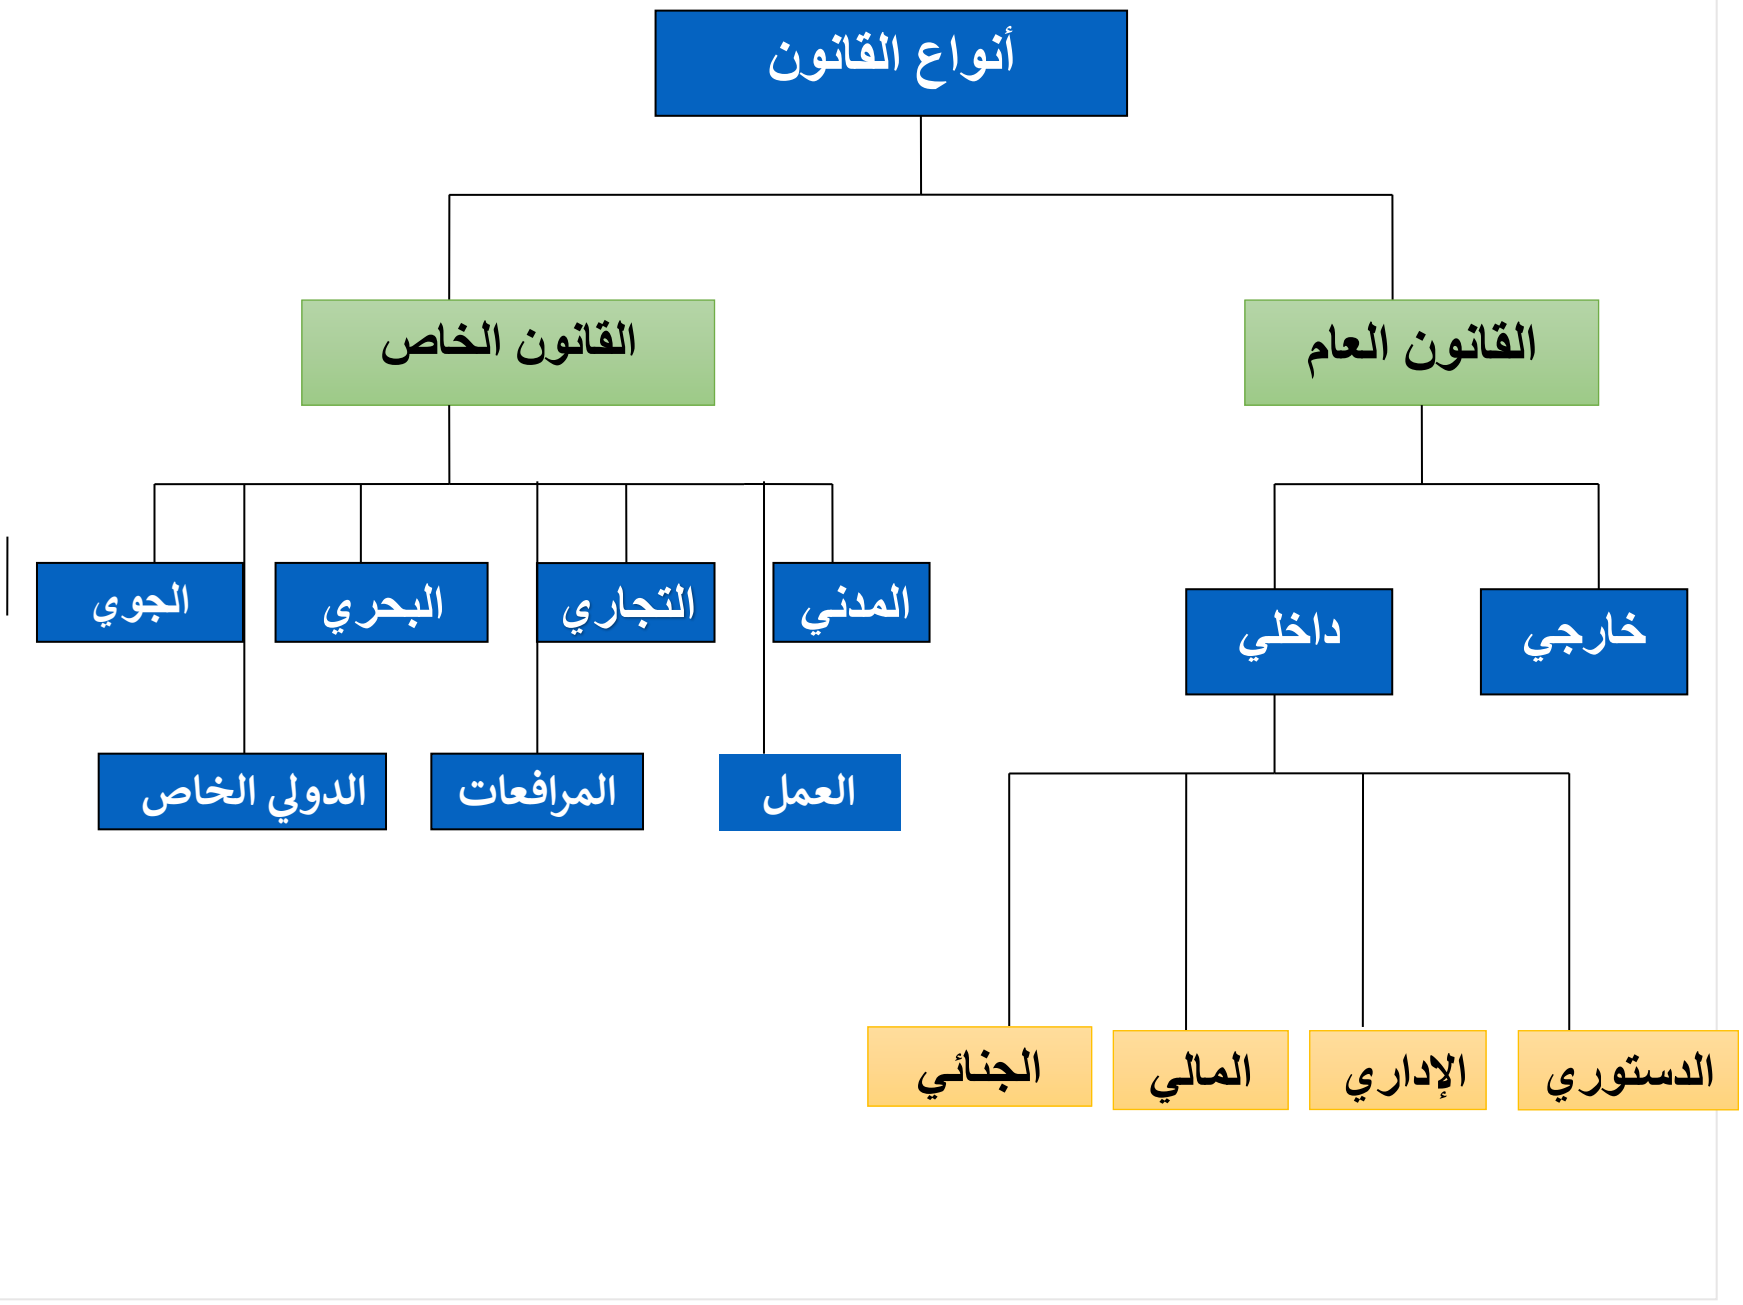 أنواع القانون
القانون العام
القانون الخاص
المدني
التجاري
البحري
الجوي
خارجي
داخلي
العمل
المرافعات
الدولي الخاص
الدستوري
الإداري
المالي
الجنائي